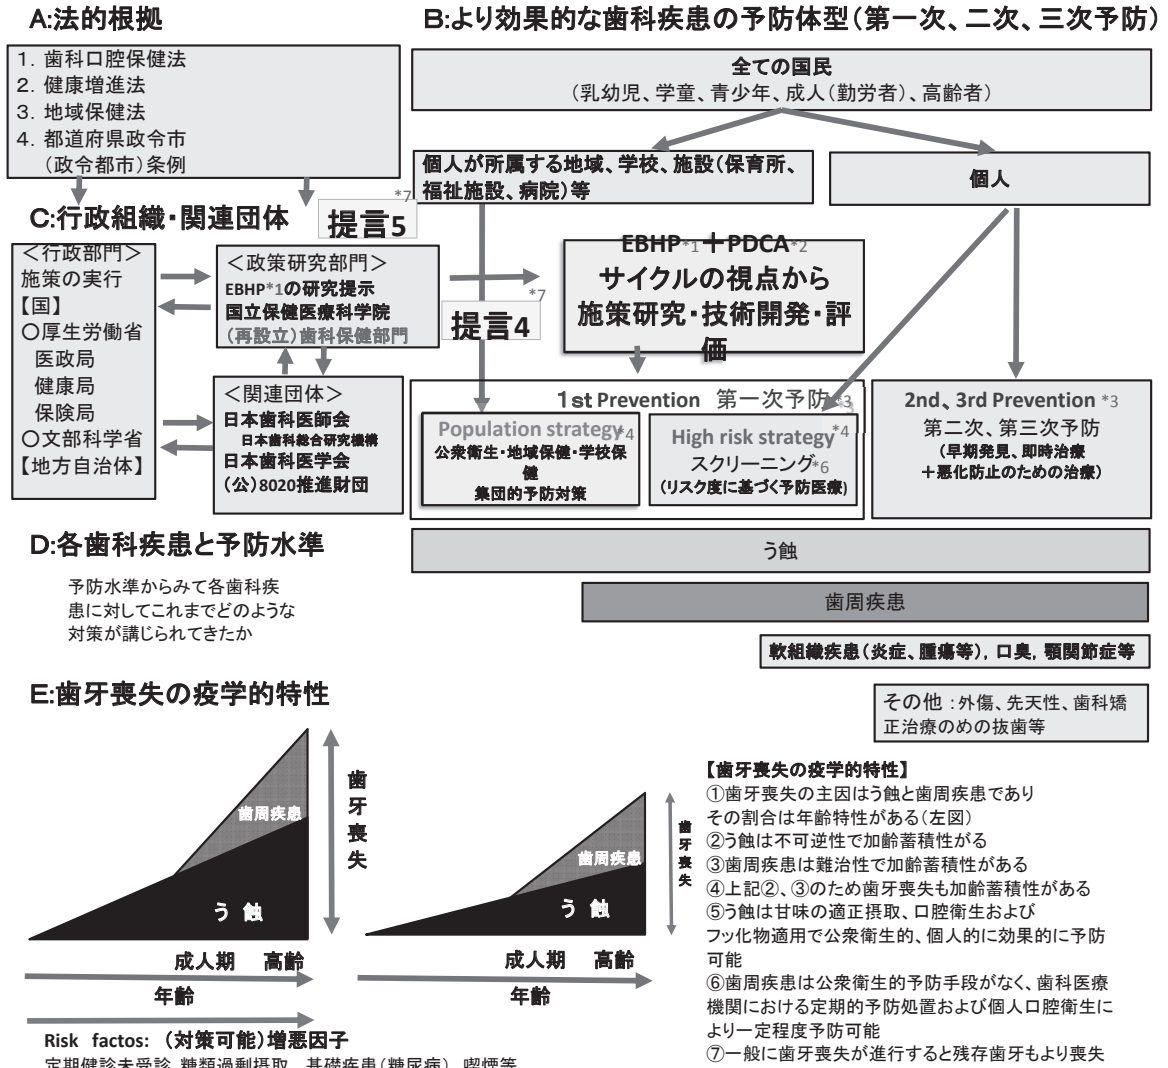 A:法的根拠
1. 歯科口腔保健法
2. 健康増進法
3. 地域保健法
4. 都道府県政令市
（政令都市）条例
B:より効果的な歯科疾患の予防体型（第一次、二次、三次予防）
全ての国民
（乳幼児、学童、青少年、成人（勤労者）、高齢者）
個人が所属する地域、学校、施設（保育所、
福祉施設、病院）等
個人
C:行政組織・関連団体
*7
提言5
＜行政部門＞
施策の実行
【国】
○厚生労働省
医政局
健康局
保険局
○文部科学省
【地方自治体】
＜政策研究部門＞
EBHP*1の研究提示
国立保健医療科学院
（再設立）歯科保健部門
＜関連団体＞
日本歯科医師会
日本歯科総合研究機構
日本歯科医学会
（公）8020推進財団
*7
提言4
EBHP*1＋PDCA*2
サイクルの視点から
施策研究・技術開発・評
価
1st Prevention 第一次予防*3
Population strategy*4
公衆衛生・地域保健・学校保
健
集団的予防対策
High risk strategy*4
スクリーニング*6
（リスク度に基づく予防医療)
2nd、3rd Prevention *3
第二次、第三次予防
（早期発見、即時治療
＋悪化防止のための治療）
D:各歯科疾患と予防水準
予防水準からみて各歯科疾
患に対してこれまでどのような
対策が講じられてきたか
う蝕
歯周疾患
軟組織疾患（炎症、腫瘍等），口臭，顎関節症等
その他：外傷、先天性、歯科矯
正治療のめの抜歯等
E:歯牙喪失の疫学的特性
歯周疾患
う 蝕
歯牙喪失
成人期 高齢
年齢
歯周疾患
う 蝕
歯牙喪失
成人期 高齢
年齢
Risk factos: （対策可能）増悪因子
定期健診未受診、糖類過剰摂取、基礎疾患（糖尿病）、喫煙等
【歯牙喪失の疫学的特性】
①歯牙喪失の主因はう蝕と歯周疾患であり
その割合は年齢特性がある（左図）
②う蝕は不可逆性で加齢蓄積性がる
③歯周疾患は難治性で加齢蓄積性がある
④上記②、③のため歯牙喪失も加齢蓄積性がある
⑤う蝕は甘味の適正摂取、口腔衛生および
フッ化物適用で公衆衛生的、個人的に効果的に予防
可能
⑥歯周疾患は公衆衛生的予防手段がなく、歯科医療
機関における定期的予防処置および個人口腔衛生に
より一定程度予防可能
⑦一般に歯牙喪失が進行すると残存歯牙もより喪失